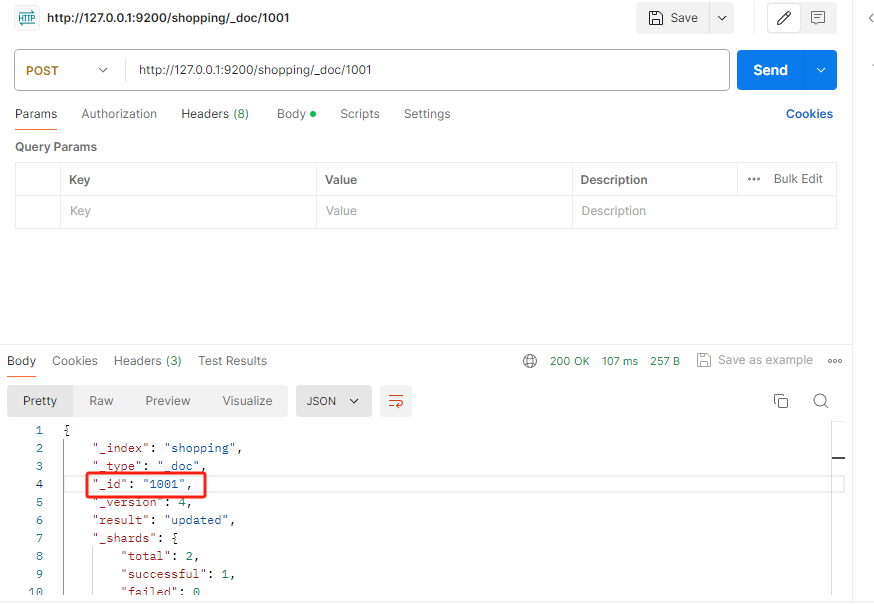 HTTP http://127.0.0.1:9200/shopping/_doc/1001 Save
POST http://127.0.0.1:9200/shopping/_doc/1001 Send
Params Authorization Headers (8) Body Scripts Settings Cookies
Query Params
Key Value Description ••• Bulk Edit
Key Value Description
Body Cookies Headers (3) Test Results 200 OK 107 ms 257 B Save as example
Pretty Raw Preview Visualize JSON
1 {
2 "_index": "shopping",
3 "_type": "_doc",
4 "_id": "1001",
5 "_version": 4,
6 "result": "updated",
7 "_shards": {
8 "total": 2,
9 "successful": 1,
10 "failed": 0